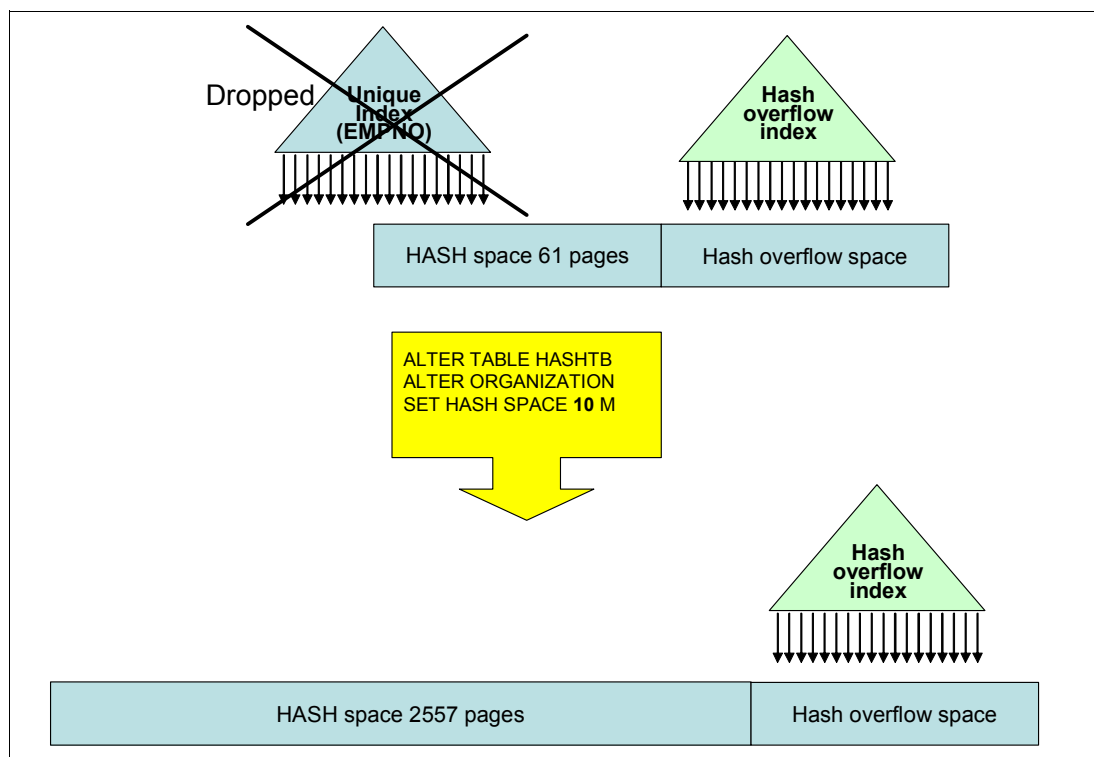 Dropped
Unique
Index
(EMPNO)
Hash
overflow
index
HASH space 61 pages
Hash overflow space
ALTER TABLE HASHTB
ALTER ORGANIZATION
SET HASH SPACE 10 M
Hash
overflow
index
HASH space 2557 pages
Hash overflow space